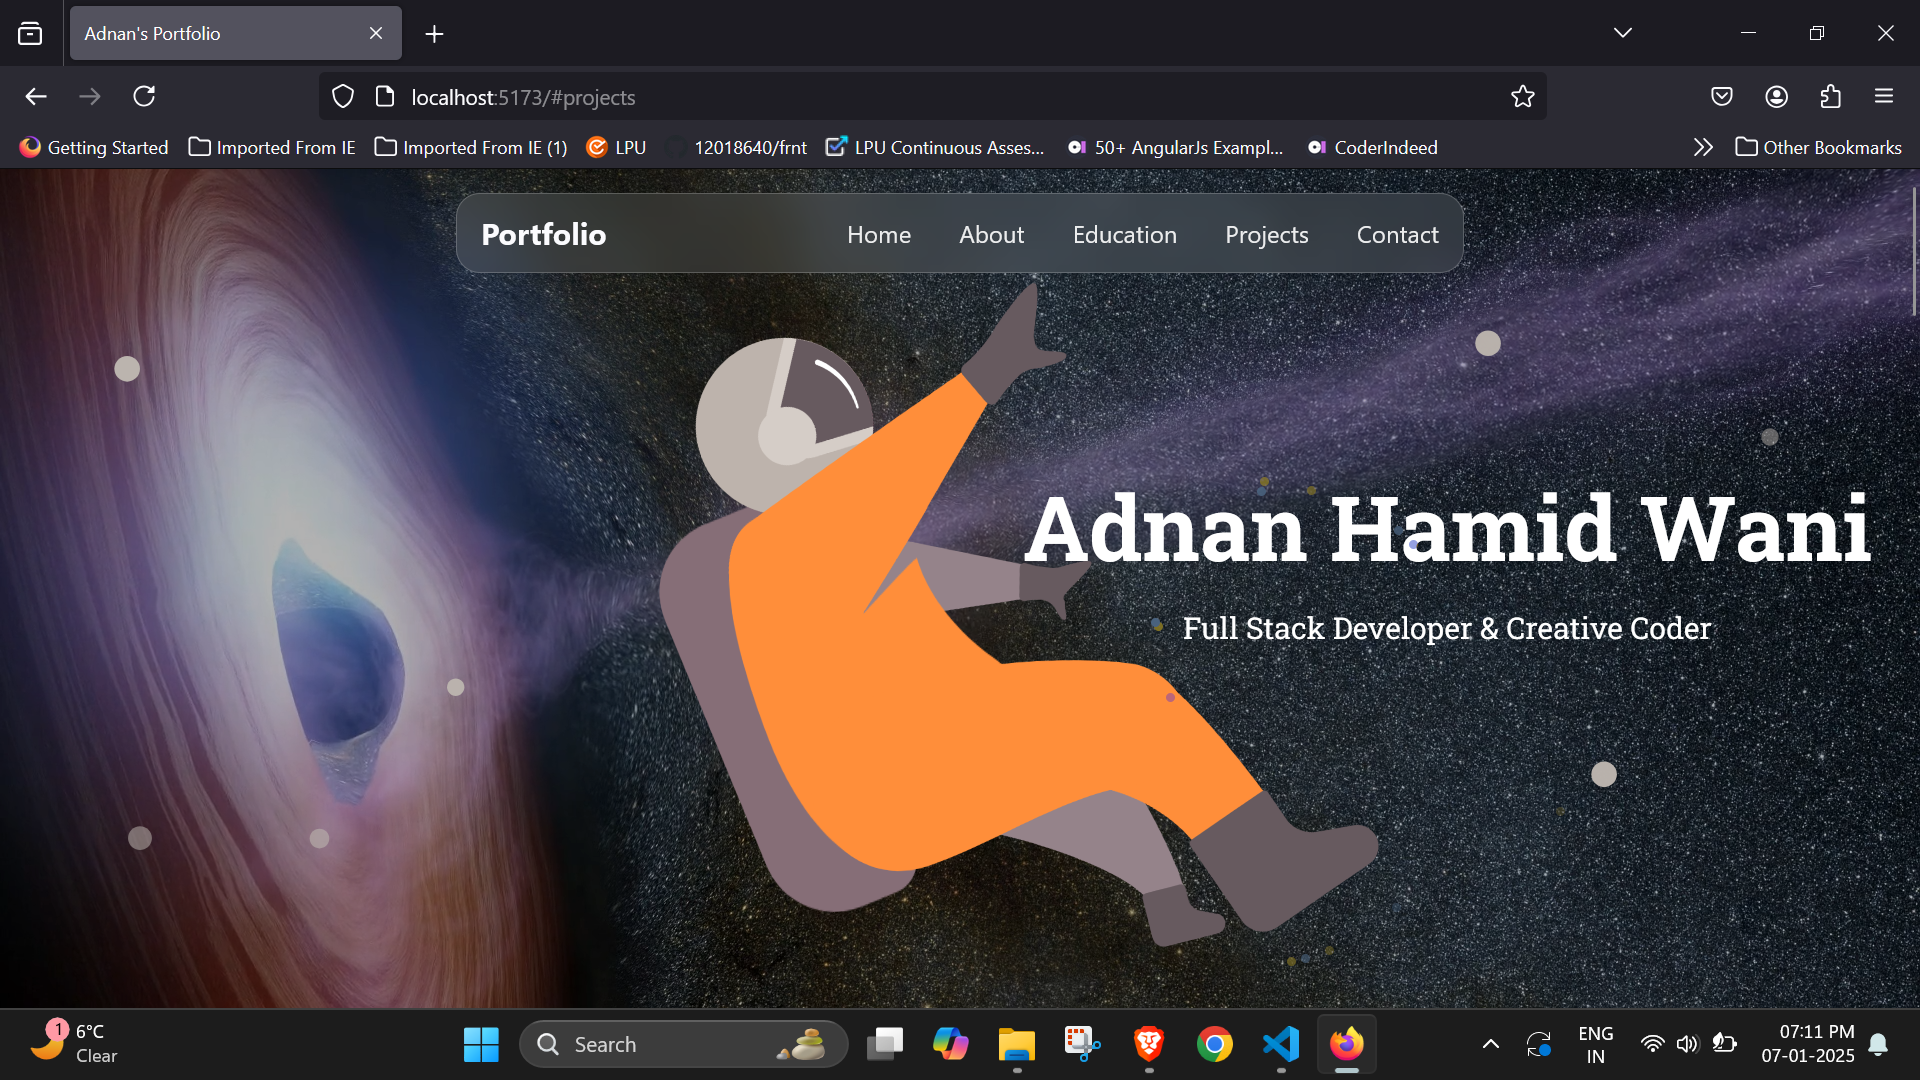 Adnan's Portfolio
localhost:5173/#projects
Getting Started
Imported From IE
Imported From IE (1)
LPU
12018640/frnt
LPU Continuous Asses...
50+ AngularJs Exampl...
CoderIndeed
Other Bookmarks
Portfolio
Home
About
Education
Projects
Contact
Adnan Hamid Wani
Full Stack Developer & Creative Coder
1
6°C
Clear
Search
ENG
IN
07:11 PM
07-01-2025